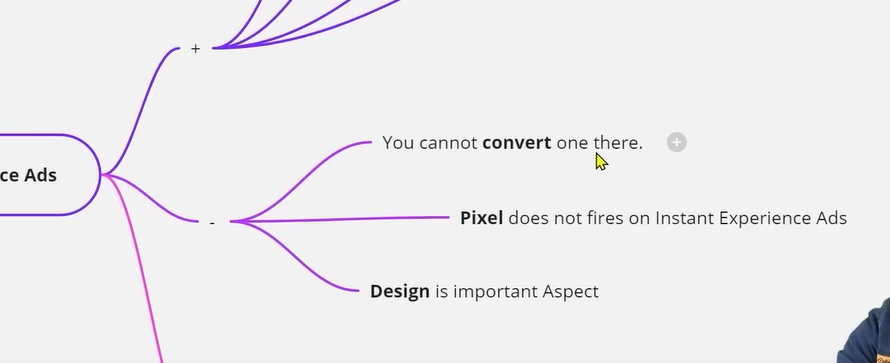 +
You cannot convert one there.
ce Ads
Pixel does not fires on Instant Experience Ads
-
Design is important Aspect